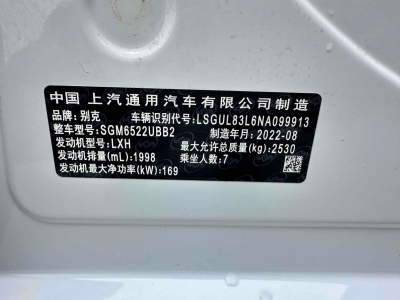 中国 上汽通用汽车有限公司制造
品牌: 别克 车辆识别代号: LSGUL83L6NA099913
整车型号: SGM6522UBB2 制造年月: 2022-08
发动机型号: LXH 最大允许总质量(kg): 2530
发动机排量(mL): 1998 乘坐人数: 7
发动机最大净功率(kW): 169